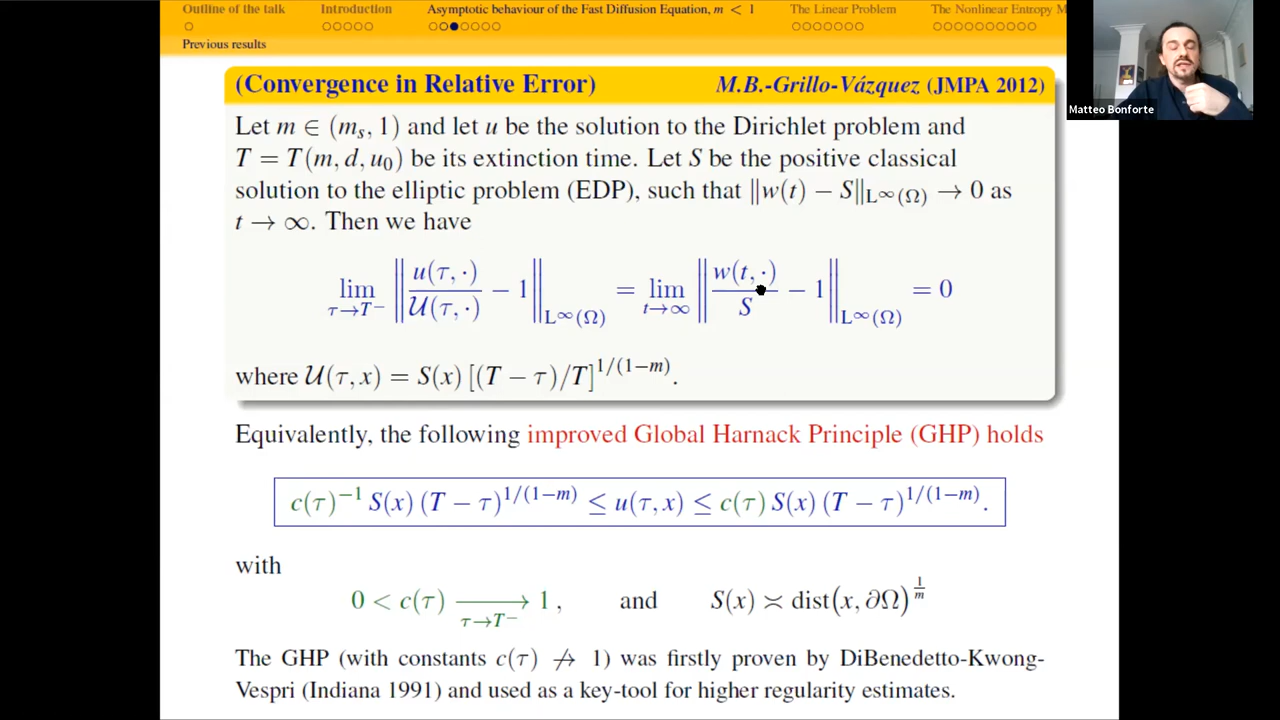 Outline of the talk
Introduction
Asymptotic behaviour of the Fast Diffusion Equation, m < 1
The Linear Problem
The Nonlinear Entropy M
Previous results
Matteo Bonforte
(Convergence in Relative Error) M.B.-Grillo-Vázquez (JMPA 2012)
Let m ∈ (m_s, 1) and let u be the solution to the Dirichlet problem and
T = T(m, d, u_0) be its extinction time. Let S be the positive classical
solution to the elliptic problem (EDP), such that ‖w(t) − S‖_{L^∞(Ω)} → 0 as
t → ∞. Then we have
lim_{τ→T^−} ‖ u(τ, ·) / 𝒰(τ, ·) − 1 ‖_{L^∞(Ω)} = lim_{t→∞} ‖ w(t, ·) / S − 1 ‖_{L^∞(Ω)} = 0
where 𝒰(τ, x) = S(x) [(T − τ)/T]^{1/(1−m)}.
Equivalently, the following improved Global Harnack Principle (GHP) holds
c(τ)^{−1} S(x) (T − τ)^{1/(1−m)} ≤ u(τ, x) ≤ c(τ) S(x) (T − τ)^{1/(1−m)}.
with
0 < c(τ) →_{τ→T^−} 1, and S(x) ≍ dist(x, ∂Ω)^{1/m}
The GHP (with constants c(τ) ↛ 1) was firstly proven by DiBenedetto-Kwong-
Vespri (Indiana 1991) and used as a key-tool for higher regularity estimates.